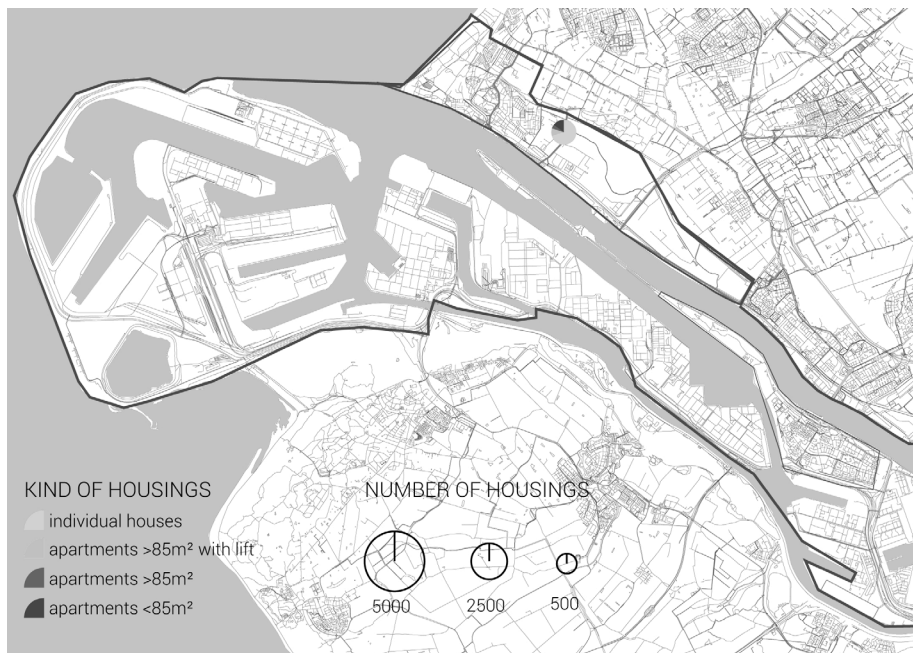 KIND OF HOUSINGS
individual houses
apartments >85m² with lift
apartments >85m²
apartments <85m²
NUMBER OF HOUSINGS
5000
2500
500